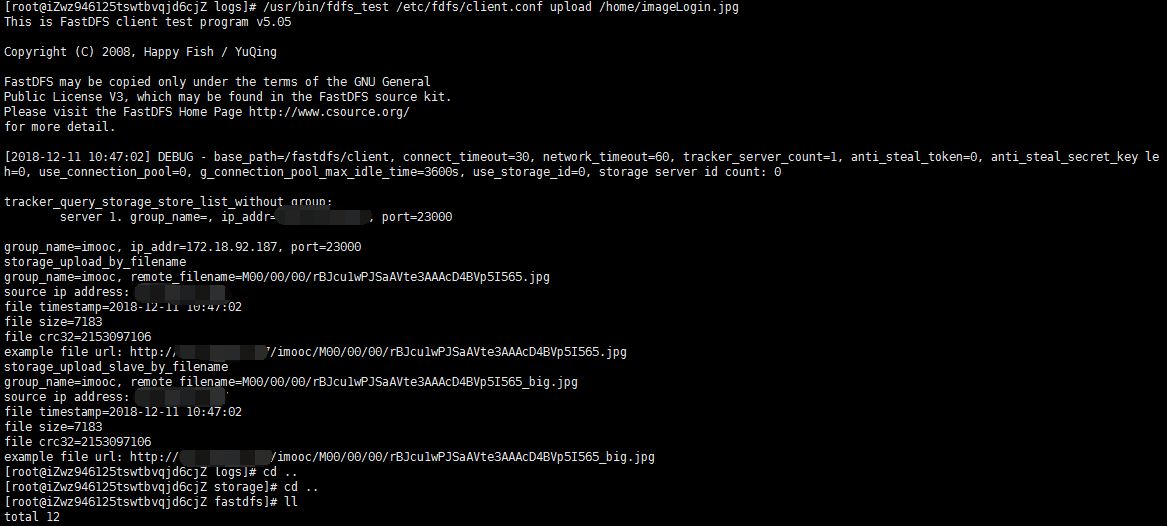 [root@iZwz946125tswtbvqjd6cjZ logs]# /usr/bin/fdfs_test /etc/fdfs/client.conf upload /home/imageLogin.jpg
This is FastDFS client test program v5.05
Copyright (C) 2008, Happy Fish / YuQing
FastDFS may be copied only under the terms of the GNU General
Public License V3, which may be found in the FastDFS source kit.
Please visit the FastDFS Home Page http://www.csource.org/
for more detail.
[2018-12-11 10:47:02] DEBUG - base_path=/fastdfs/client, connect_timeout=30, network_timeout=60, tracker_server_count=1, anti_steal_token=0, anti_steal_secret_key le
h=0, use_connection_pool=0, g_connection_pool_max_idle_time=3600s, use_storage_id=0, storage server id count: 0
tracker_query_storage_store_list_without_group:
server 1. group_name=, ip_addr= , port=23000
group_name=imooc, ip_addr=172.18.92.187, port=23000
storage_upload_by_filename
group_name=imooc, remote_filename=M00/00/00/rBJcu1wPJSaAVte3AAAcD4BVp5I565.jpg
source ip address:
file timestamp=2018-12-11 10:47:02
file size=7183
file crc32=2153097106
example file url: http:/ 7/imooc/M00/00/00/rBJcu1wPJSaAVte3AAAcD4BVp5I565.jpg
storage_upload_slave_by_filename
group_name=imooc, remote_filename=M00/00/00/rBJcu1wPJSaAVte3AAAcD4BVp5I565_big.jpg
source ip address:
file timestamp=2018-12-11 10:47:02
file size=7183
file crc32=2153097106
example file url: http:/ /imooc/M00/00/00/rBJcu1wPJSaAVte3AAAcD4BVp5I565_big.jpg
[root@iZwz946125tswtbvqjd6cjZ logs]# cd ..
[root@iZwz946125tswtbvqjd6cjZ storage]# cd ..
[root@iZwz946125tswtbvqjd6cjZ fastdfs]# ll
total 12